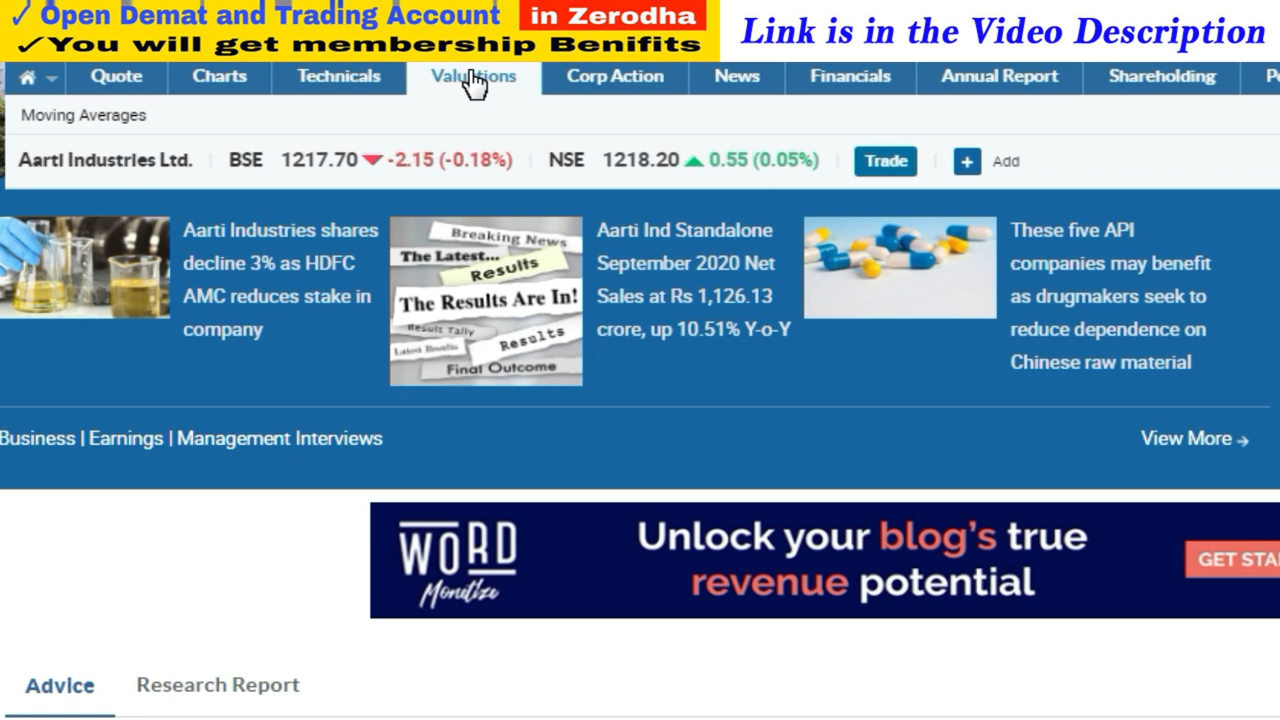 ✓ Open Demat and Trading Account in Zerodha
✓You will get membership Benifits
Link is in the Video Description
Quote Charts Technicals Valuations Corp Action News Financials Annual Report Shareholding
Moving Averages
Aarti Industries Ltd. BSE 1217.70 -2.15 (-0.18%) NSE 1218.20 0.55 (0.05%) Trade + Add
Aarti Industries shares
decline 3% as HDFC
AMC reduces stake in
company
Breaking News
The Latest...
Results
The Results Are In!
Result Tally
Latest Results
Results
Final Outcome
Aarti Ind Standalone
September 2020 Net
Sales at Rs 1,126.13
crore, up 10.51% Y-o-Y
These five API
companies may benefit
as drugmakers seek to
reduce dependence on
Chinese raw material
Business | Earnings | Management Interviews
View More →
WORD
Monetize
Unlock your blog's true
revenue potential
GET STA
Advice Research Report